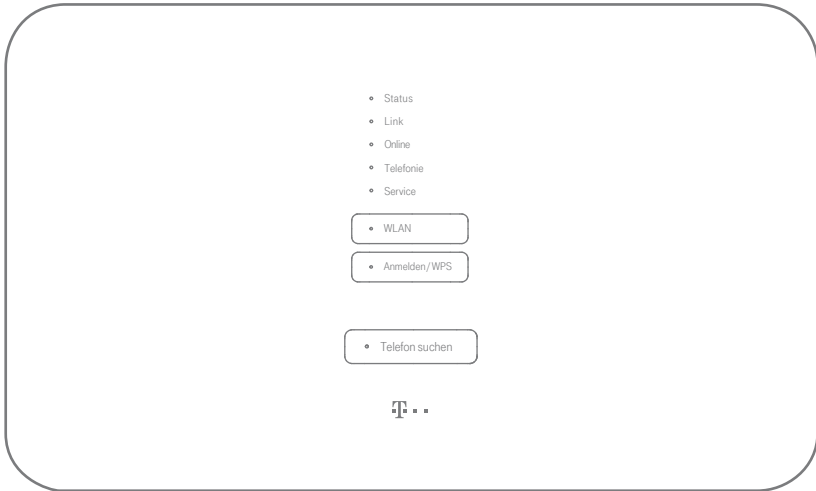 Status
Link
Online
Telefonie
Service
WLAN
Anmelden/WPS
Telefon suchen
T